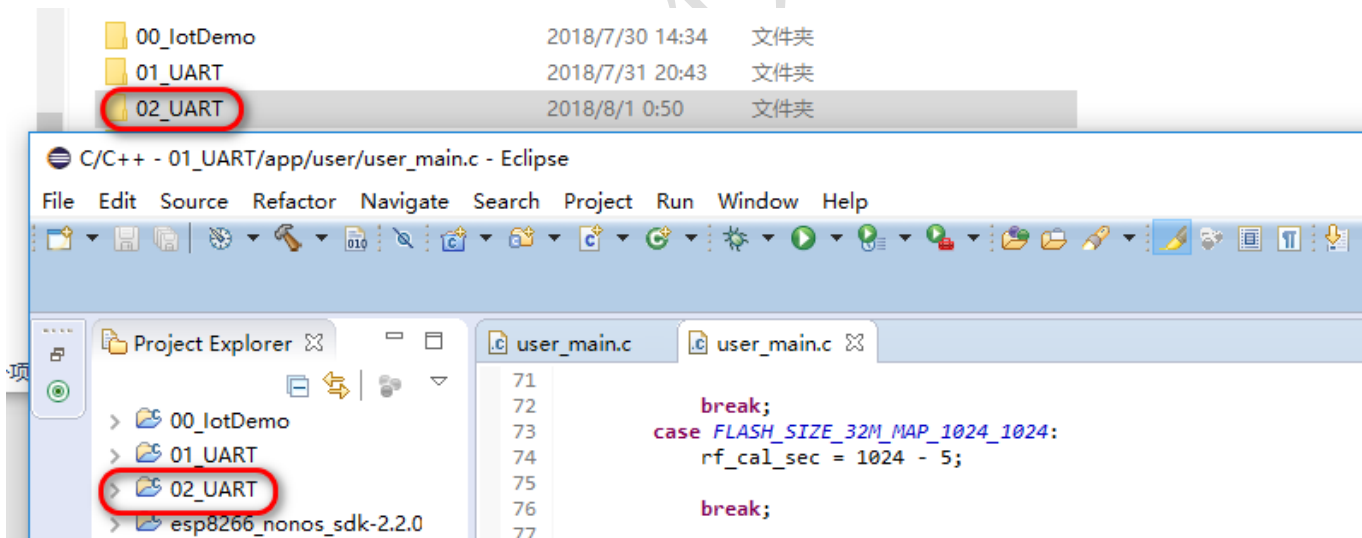 00_IotDemo 2018/7/30 14:34 文件夹
01_UART 2018/7/31 20:43 文件夹
02_UART 2018/8/1 0:50 文件夹
C/C++ - 01_UART/app/user/user_main.c - Eclipse
File Edit Source Refactor Navigate Search Project Run Window Help
010
项
Project Explorer
00_IotDemo
01_UART
02_UART
esp8266_nonos_sdk-2.2.0
user_main.c user_main.c
71
72 break;
73 case FLASH_SIZE_32M_MAP_1024_1024:
74 rf_cal_sec = 1024 - 5;
75
76 break;
77